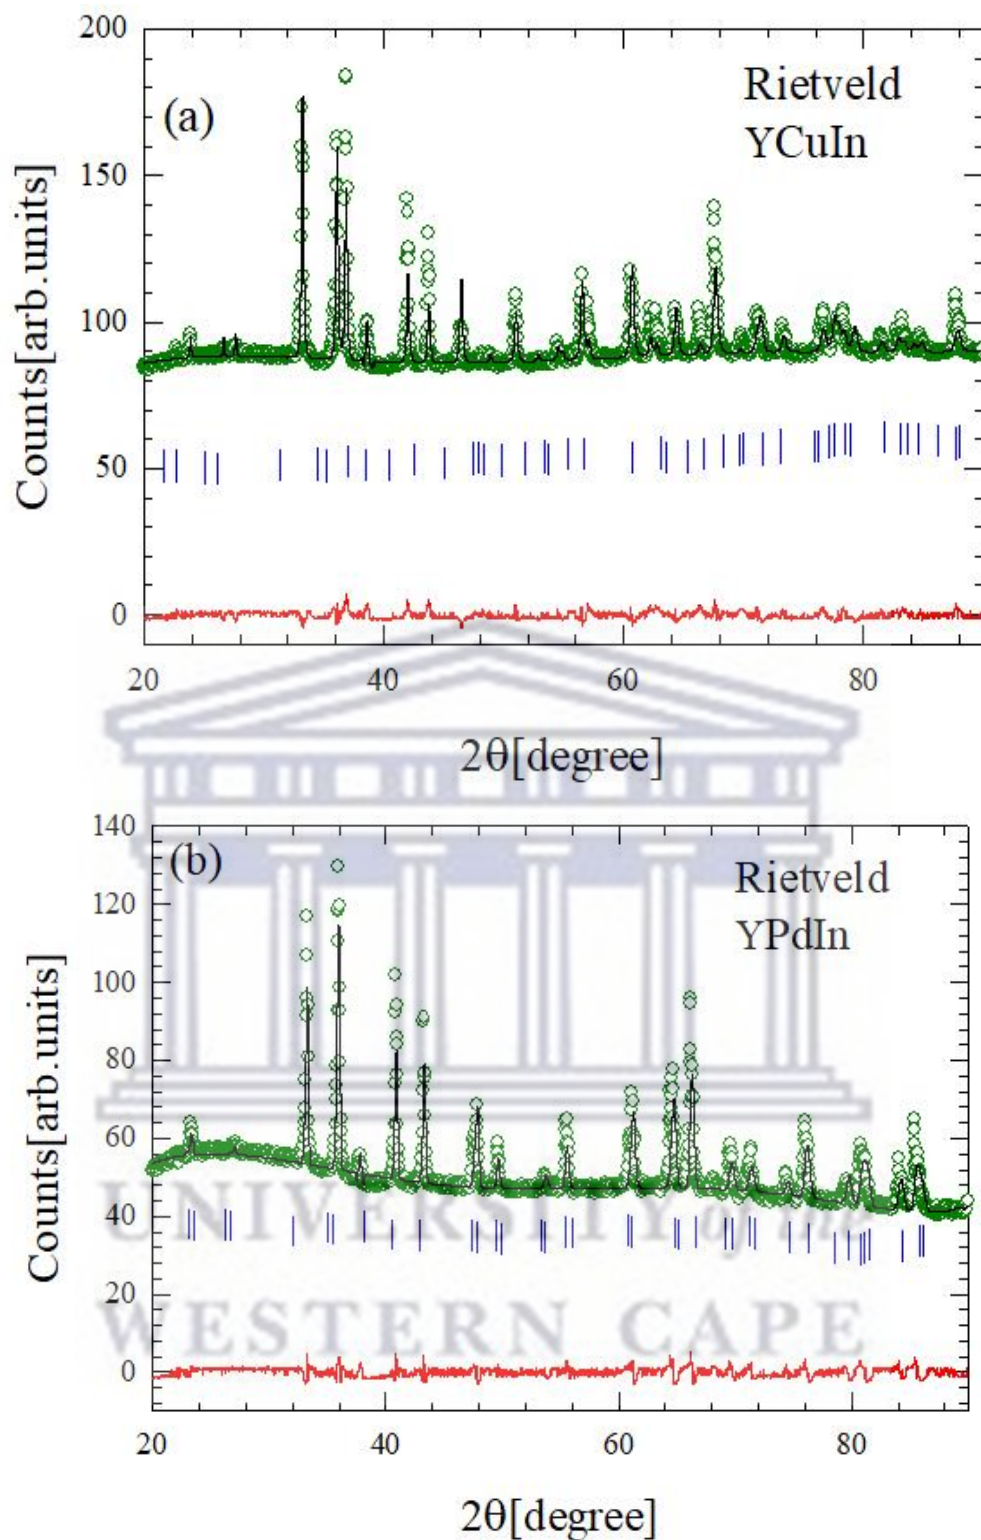 200
(a)
Rietveld
YCuIn
150
100
50
0
Counts[arb.units]
20 40 60 80
2θ[degree]
140
(b)
Rietveld
YPdIn
120
100
80
60
40
20
0
Counts[arb.units]
20 40 60 80
2θ[degree]
UNIVERSITY of the
WESTERN CAPE